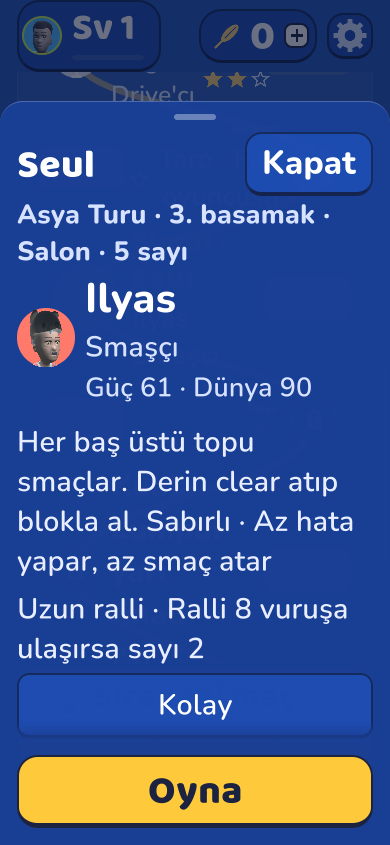 Sv 1
0
Drive'cı
Seul
Kapat
Asya Turu · 3. basamak ·
Salon · 5 sayı
Ilyas
Smaşçı
Güç 61 · Dünya 90
Her baş üstü topu
smaçlar. Derin clear atıp
blokla al. Sabırlı · Az hata
yapar, az smaç atar
Uzun ralli · Ralli 8 vuruşa
ulaşırsa sayı 2
Kolay
Oyna